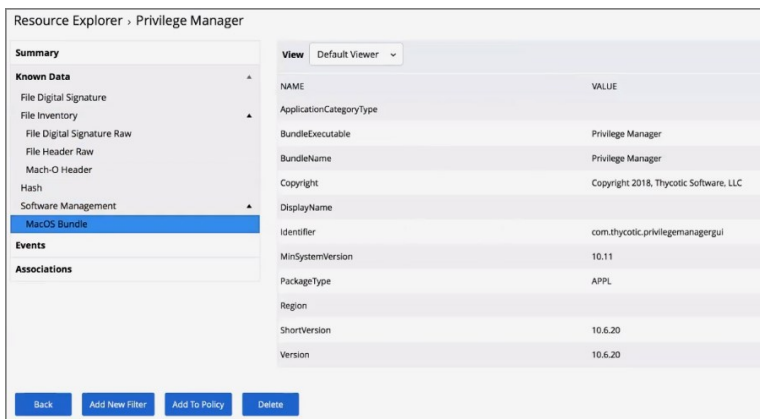 Resource Explorer › Privilege Manager
Summary
Known Data
File Digital Signature
File Inventory
File Digital Signature Raw
File Header Raw
Mach-O Header
Hash
Software Management
MacOS Bundle
Events
Associations
View Default Viewer
NAME VALUE
ApplicationCategoryType
BundleExecutable Privilege Manager
BundleName Privilege Manager
Copyright Copyright 2018, Thycotic Software, LLC
DisplayName
Identifier com.thycotic.privilegemanagergui
MinSystemVersion 10.11
PackageType APPL
Region
ShortVersion 10.6.20
Version 10.6.20
Back Add New Filter Add To Policy Delete